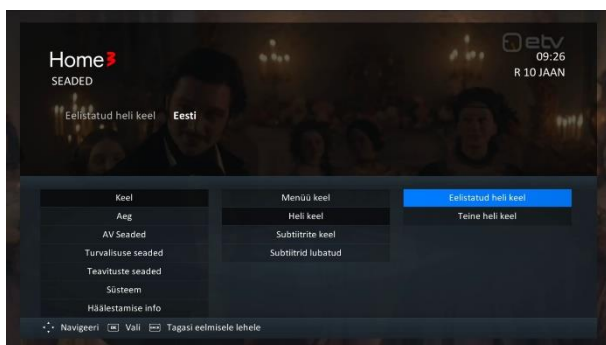 Home3
SEADED
etv
09:26
R 10 JAAN
Eelistatud heli keel Eesti
Keel
Aeg
AV Seaded
Turvalisuse seaded
Teavituste seaded
Süsteem
Häälestamise info
Menüü keel
Heli keel
Subtiitrite keel
Subtiitrid lubatud
Eelistatud heli keel
Teine heli keel
Navigeeri OK Vali Tagasi eelmisele lehele